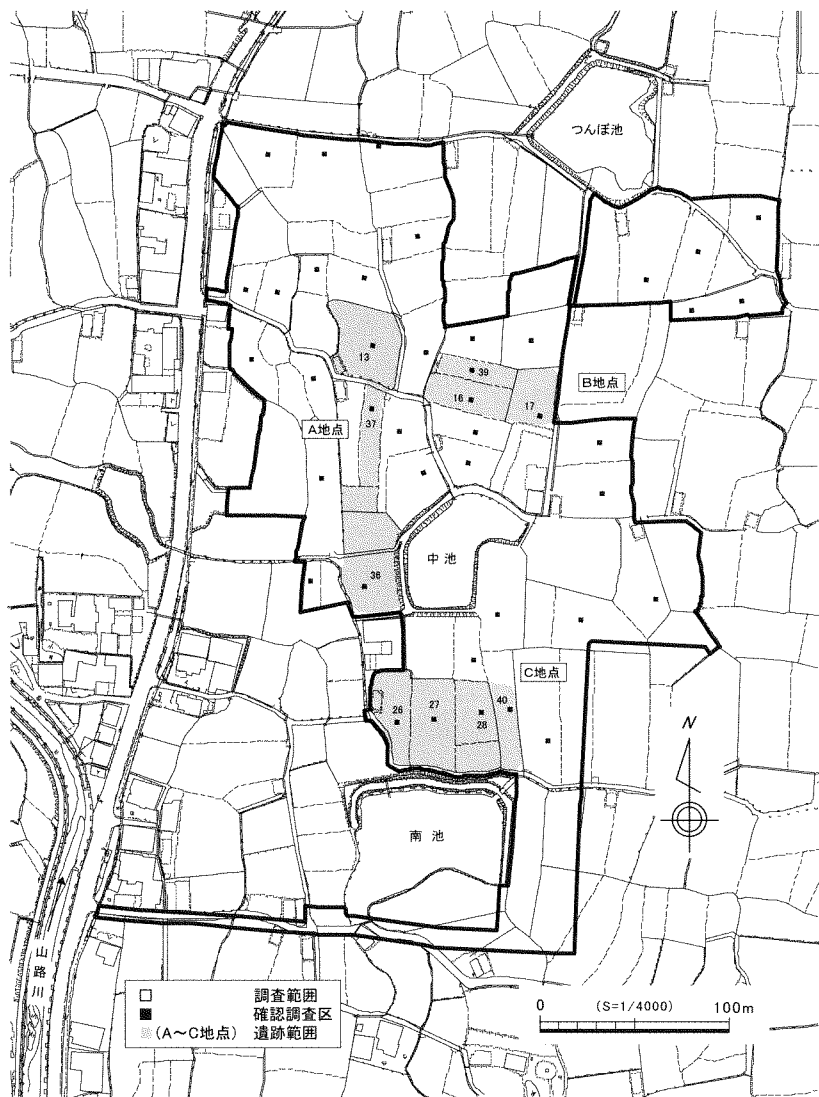 つんぼ池
13
39
16
17
B地点
A地点
37
中池
36
C地点
26
27
28
40
N
南池
山路川
調査範囲
確認調査区
(A～C地点) 遺跡範囲
0 (S=1/4000) 100m